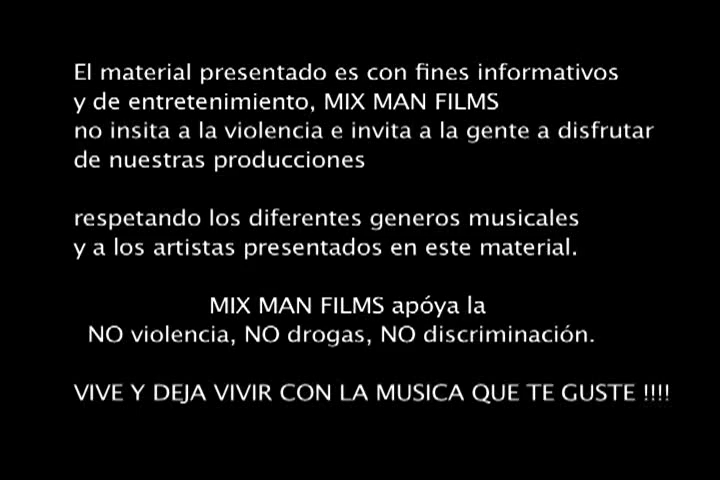 El material presentado es con fines informativos
y de entretenimiento, MIX MAN FILMS
no insita a la violencia e invita a la gente a disfrutar
de nuestras producciones
respetando los diferentes generos musicales
y a los artistas presentados en este material.
MIX MAN FILMS apóya la
NO violencia, NO drogas, NO discriminación.
VIVE Y DEJA VIVIR CON LA MUSICA QUE TE GUSTE !!!!